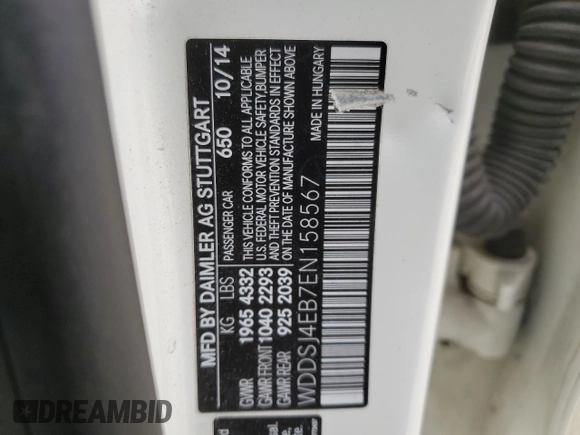 MFD BY DAIMLER AG STUTTGART
KG LBS PASSENGER CAR 650 10/14
GVWR 1965 4332 THIS VEHICLE CONFORMS TO ALL APPLICABLE
GAWR FRONT 1040 2293 U.S. FEDERAL MOTOR VEHICLE SAFETY/BUMPER
AND THEFT PREVENTION STANDARDS IN EFFECT
GAWR REAR 925 2039 ON THE DATE OF MANUFACTURE SHOWN ABOVE
MADE IN HUNGARY
WDDSJ4EB7EN158567
DREAMBID